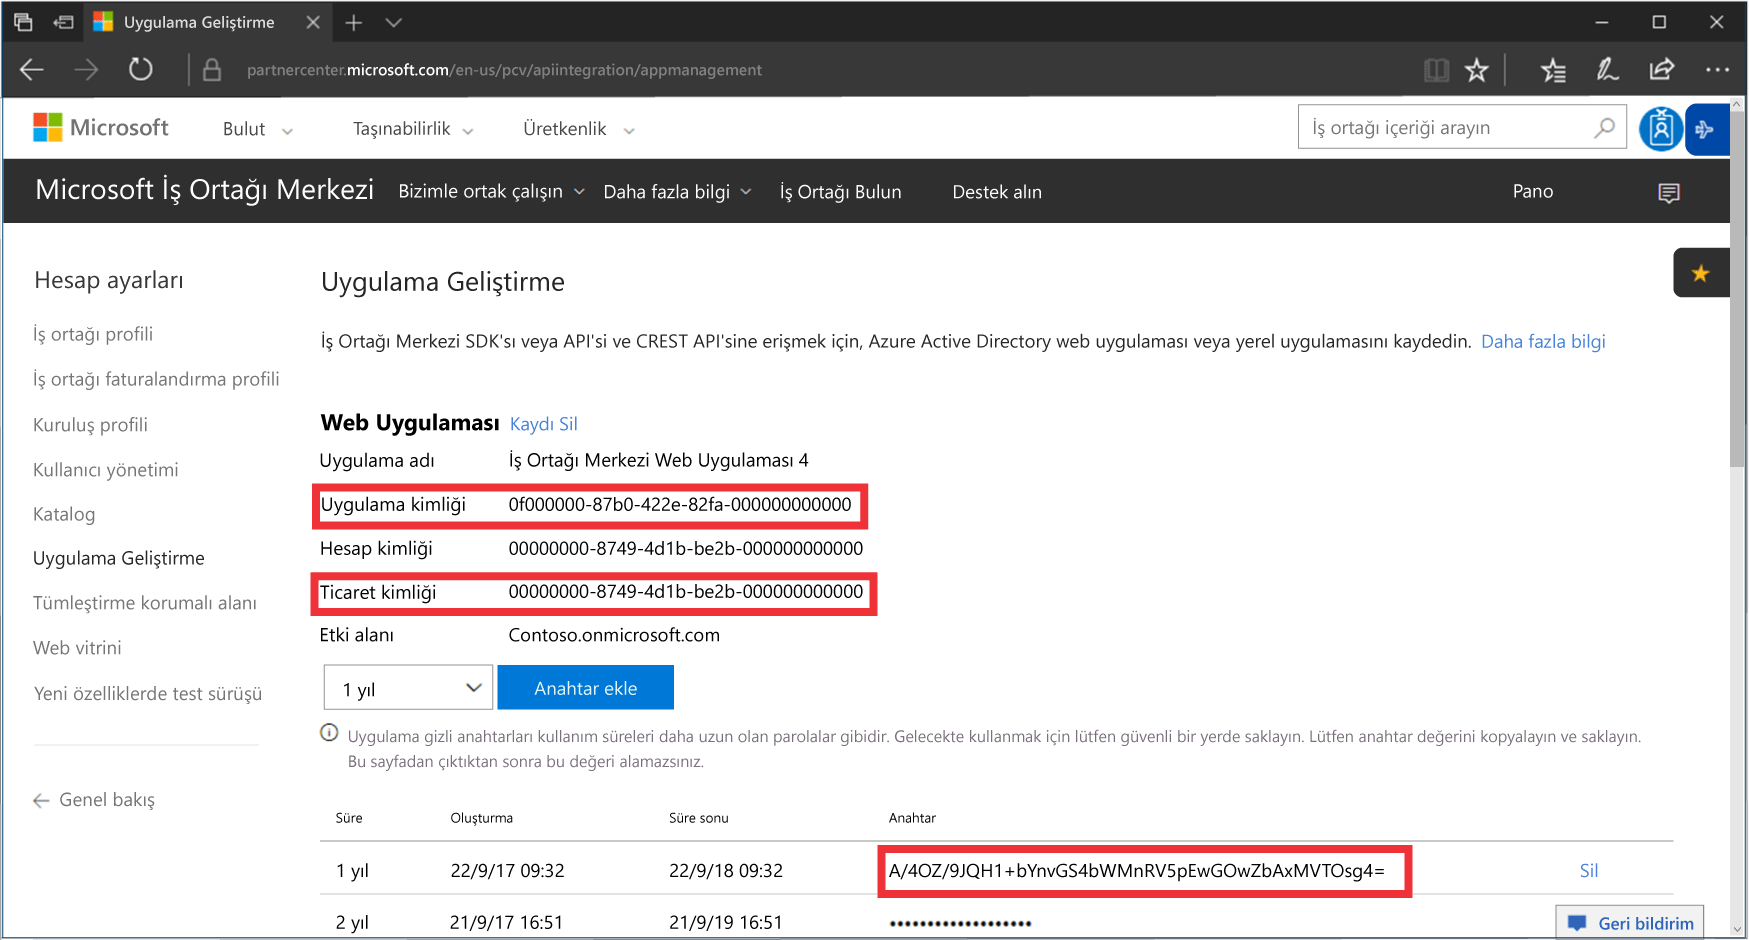 Uygulama Geliştirme
partnercenter.microsoft.com/en-us/pcv/apiintegration/appmanagement
Microsoft Bulut Taşınabilirlik Üretkenlik İş ortağı içeriği arayın
Microsoft İş Ortağı Merkezi Bizimle ortak çalışın Daha fazla bilgi İş Ortağı Bulun Destek alın Pano
Hesap ayarları
İş ortağı profili
İş ortağı faturalandırma profili
Kuruluş profili
Kullanıcı yönetimi
Katalog
Uygulama Geliştirme
Tümleştirme korumalı alanı
Web vitrini
Yeni özelliklerde test sürüşü
Genel bakış
Uygulama Geliştirme
İş Ortağı Merkezi SDK'sı veya API'si ve CREST API'sine erişmek için, Azure Active Directory web uygulaması veya yerel uygulamasını kaydedin. Daha fazla bilgi
Web Uygulaması Kaydı Sil
Uygulama adı İş Ortağı Merkezi Web Uygulaması 4
Uygulama kimliği 0f000000-87b0-422e-82fa-000000000000
Hesap kimliği 00000000-8749-4d1b-be2b-000000000000
Ticaret kimliği 00000000-8749-4d1b-be2b-000000000000
Etki alanı Contoso.onmicrosoft.com
1 yıl Anahtar ekle
Uygulama gizli anahtarları kullanım süreleri daha uzun olan parolalar gibidir. Gelecekte kullanmak için lütfen güvenli bir yerde saklayın. Lütfen anahtar değerini kopyalayın ve saklayın.
Bu sayfadan çıktıktan sonra bu değeri alamazsınız.
Süre Oluşturma Süre sonu Anahtar
1 yıl 22/9/17 09:32 22/9/18 09:32 A/4OZ/9JQH1+bYnvGS4bWMnRV5pEwGOwZbAxMVTOsg4= Sil
2 yıl 21/9/17 16:51 21/9/19 16:51 •••••••••••••••••••
Geri bildirim